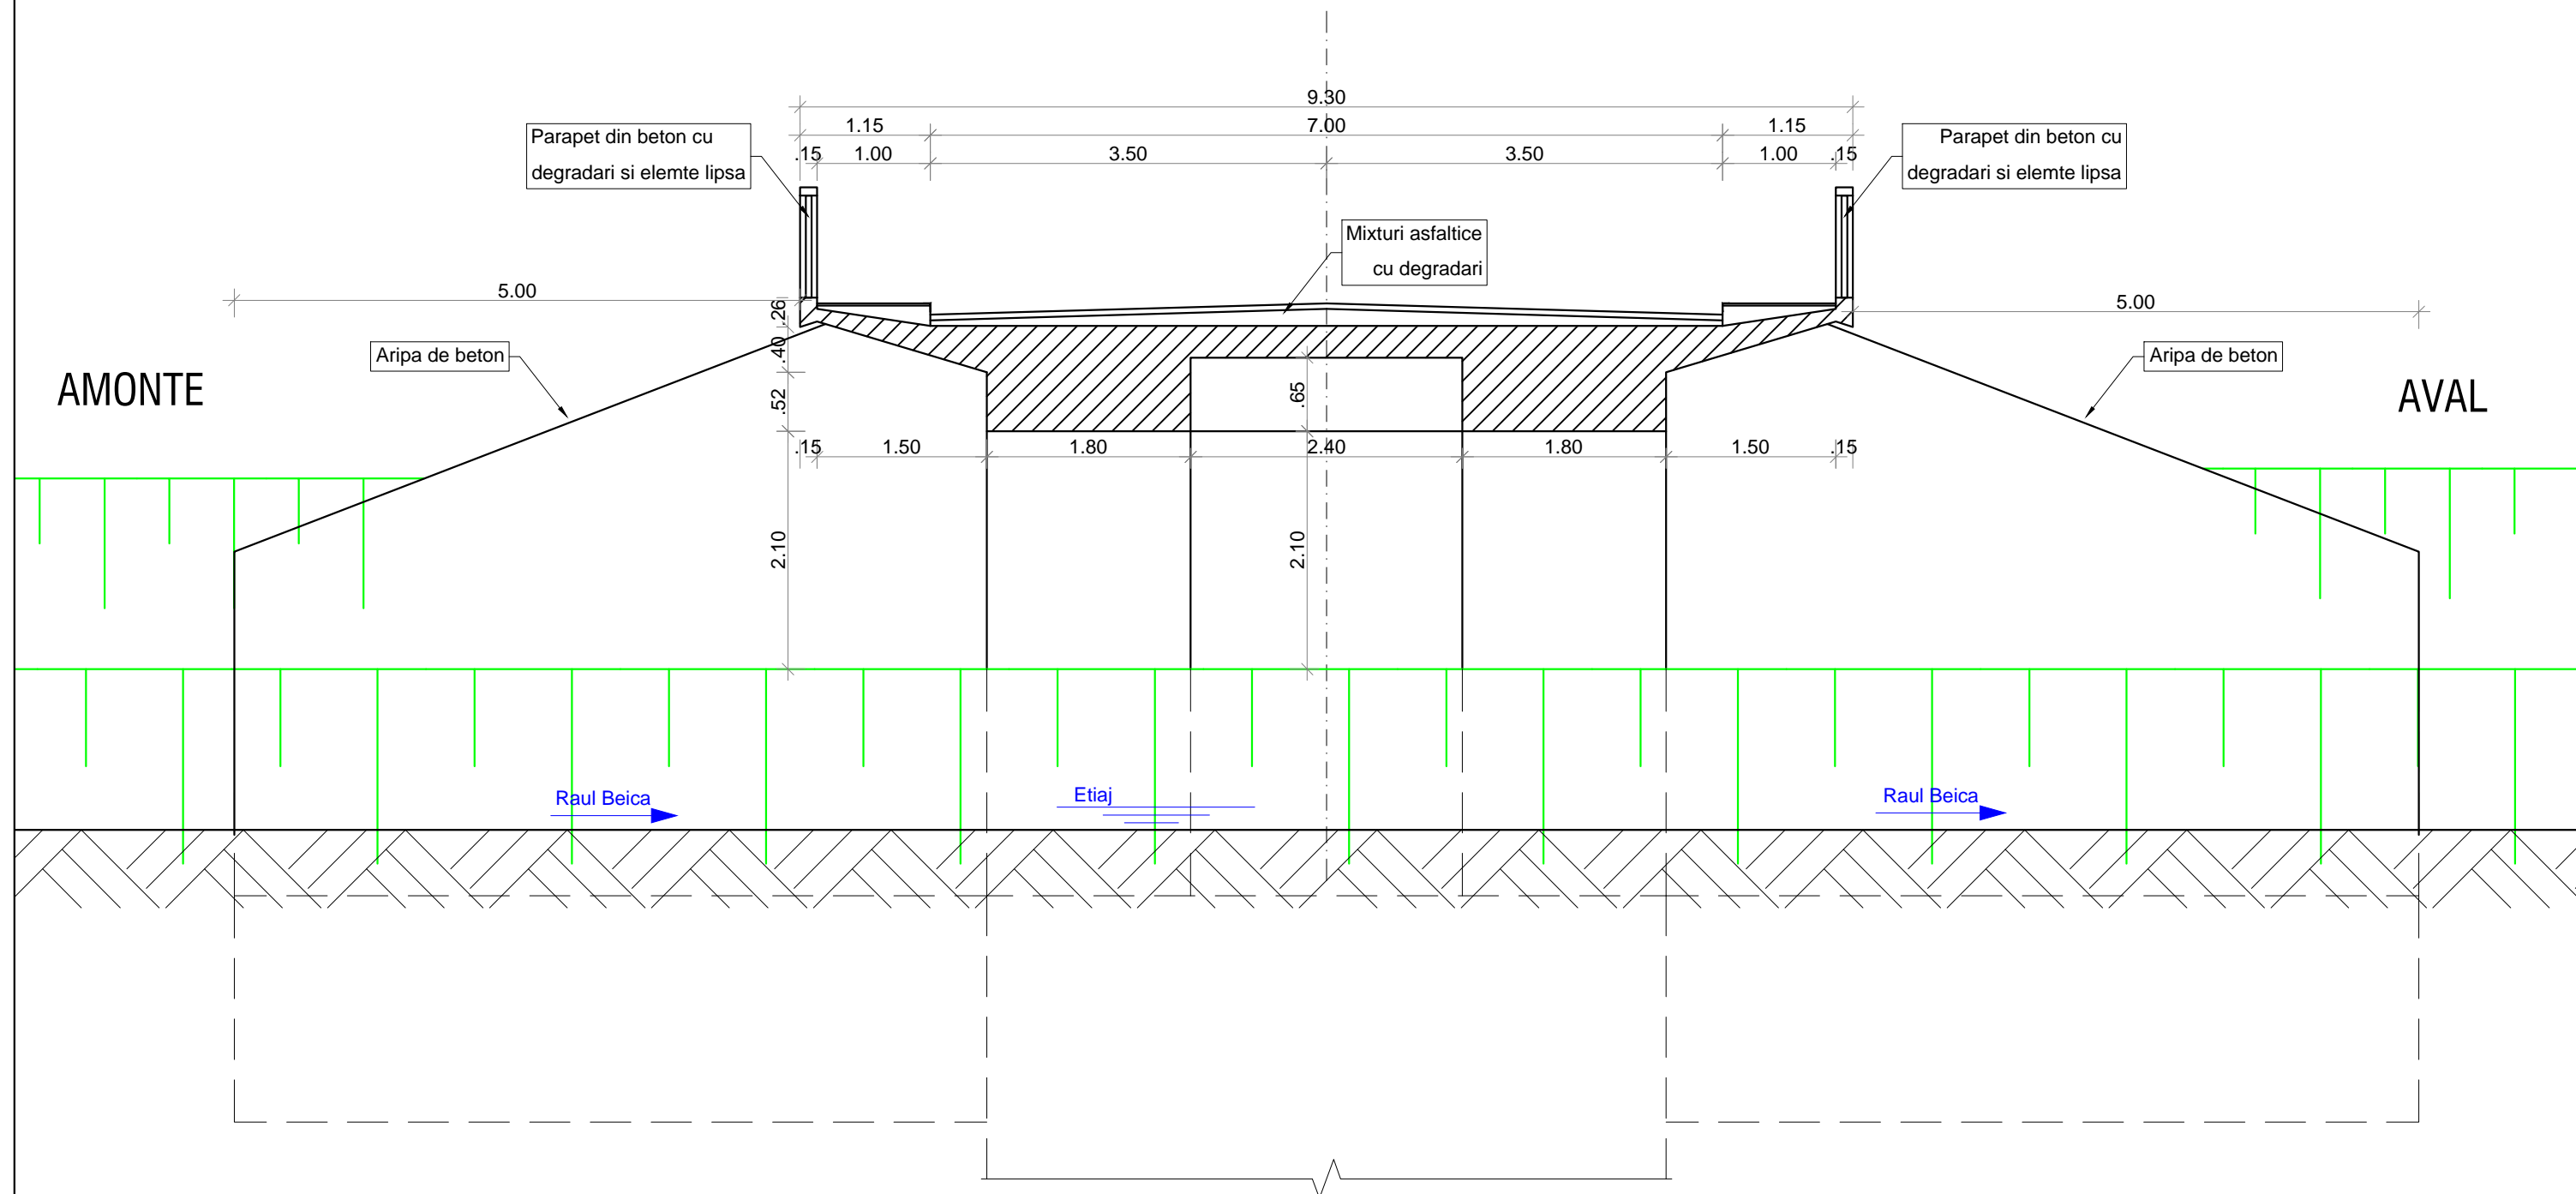 9.30
1.15
7.00
1.15
.15
1.00
3.50
3.50
1.00
.15
Parapet din beton cu
degradari si elemte lipsa
Parapet din beton cu
degradari si elemte lipsa
Mixturi asfaltice
cu degradari
5.00
5.00
.26
.40
.52
2.10
.65
2.10
Aripa de beton
Aripa de beton
AMONTE
AVAL
.15
1.50
1.80
2.40
1.80
1.50
.15
Raul Beica
Etiaj
Raul Beica